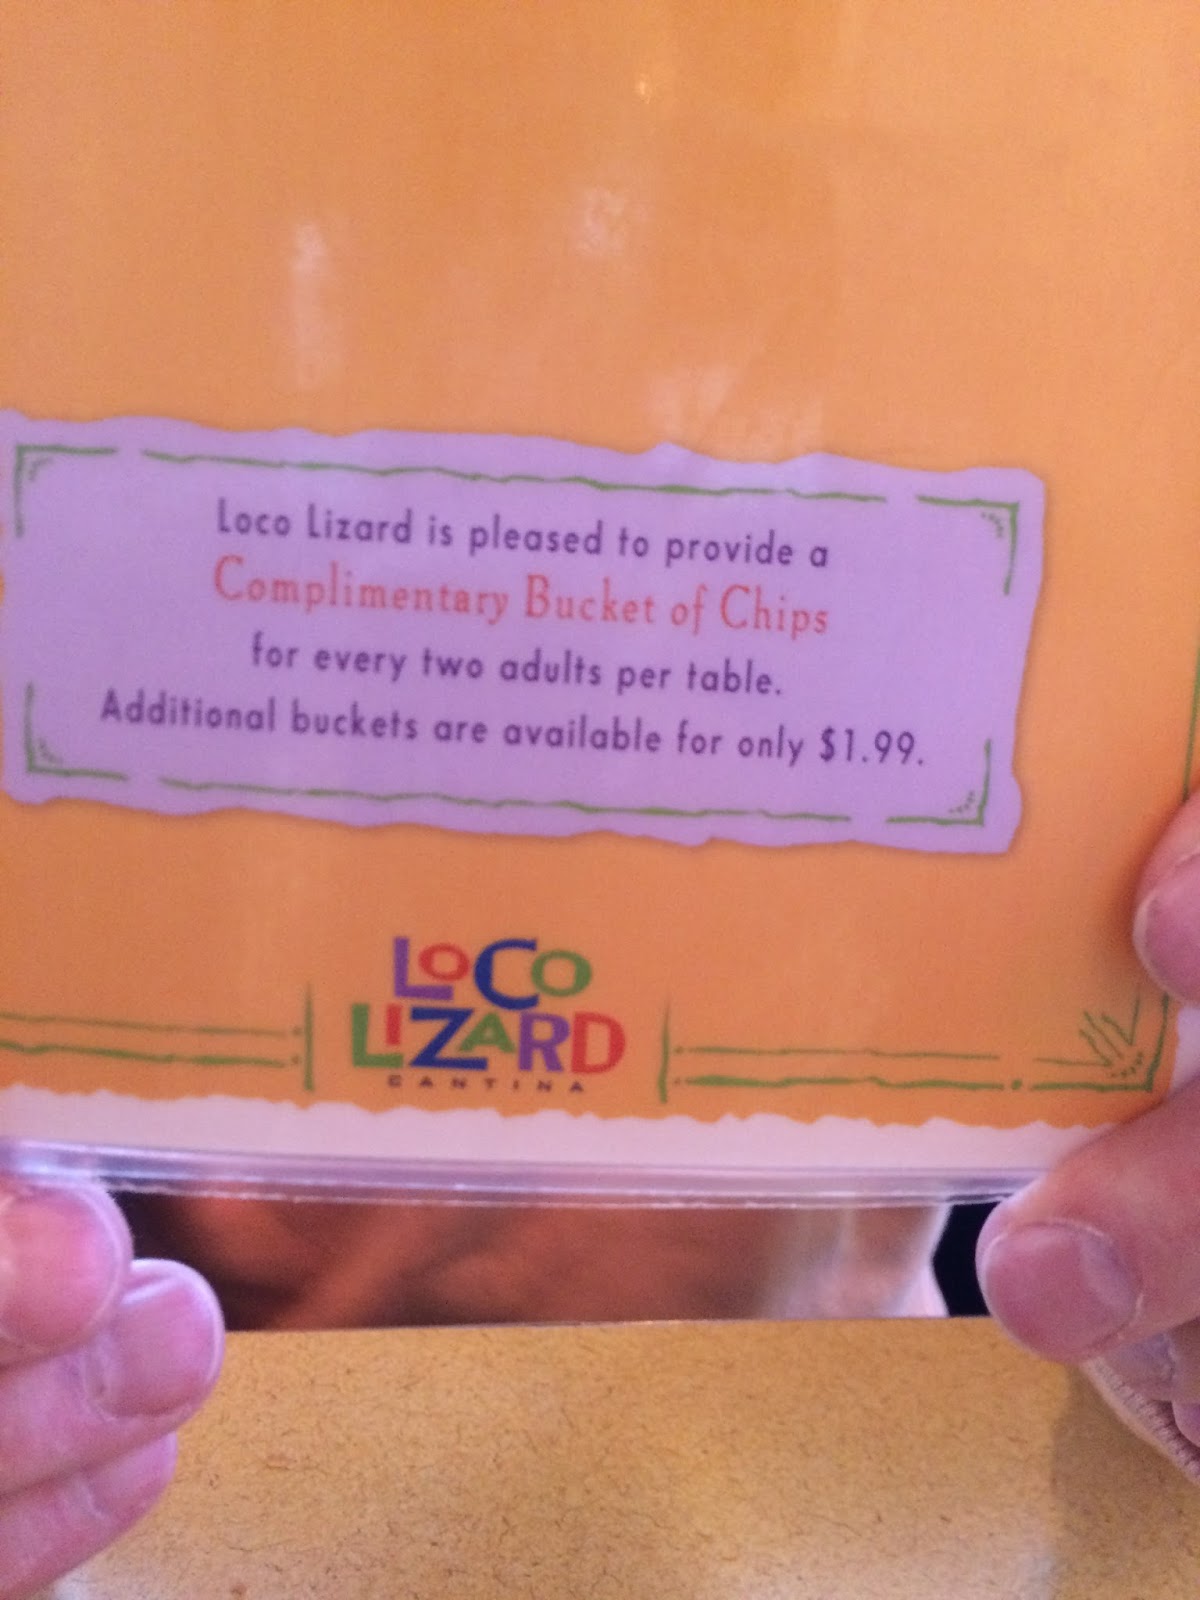 Loco Lizard is pleased to provide a
Complimentary Bucket of Chips
for every two adults per table.
Additional buckets are available for only $1.99.
LOCO
LIZARD
CANTINA